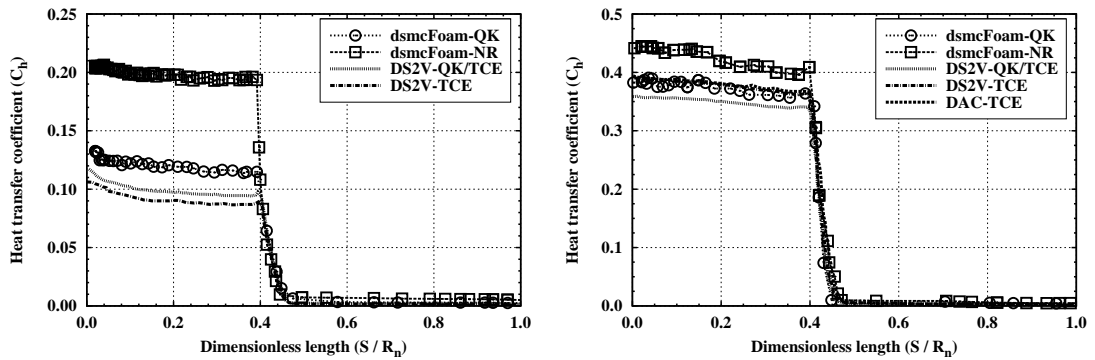 Heat transfer coefficient (Ch)
0.25
0.20
0.15
0.10
0.05
0.00
dsmcFoam-QK
dsmcFoam-NR
DS2V-QK/TCE
DS2V-TCE
0.0 0.2 0.4 0.6 0.8 1.0
Dimensionless length (S / Rn)
Heat transfer coefficient (Ch)
0.5
0.4
0.3
0.2
0.1
0.0
dsmcFoam-QK
dsmcFoam-NR
DS2V-QK/TCE
DS2V-TCE
DAC-TCE
0.0 0.2 0.4 0.6 0.8 1.0
Dimensionless length (S / Rn)